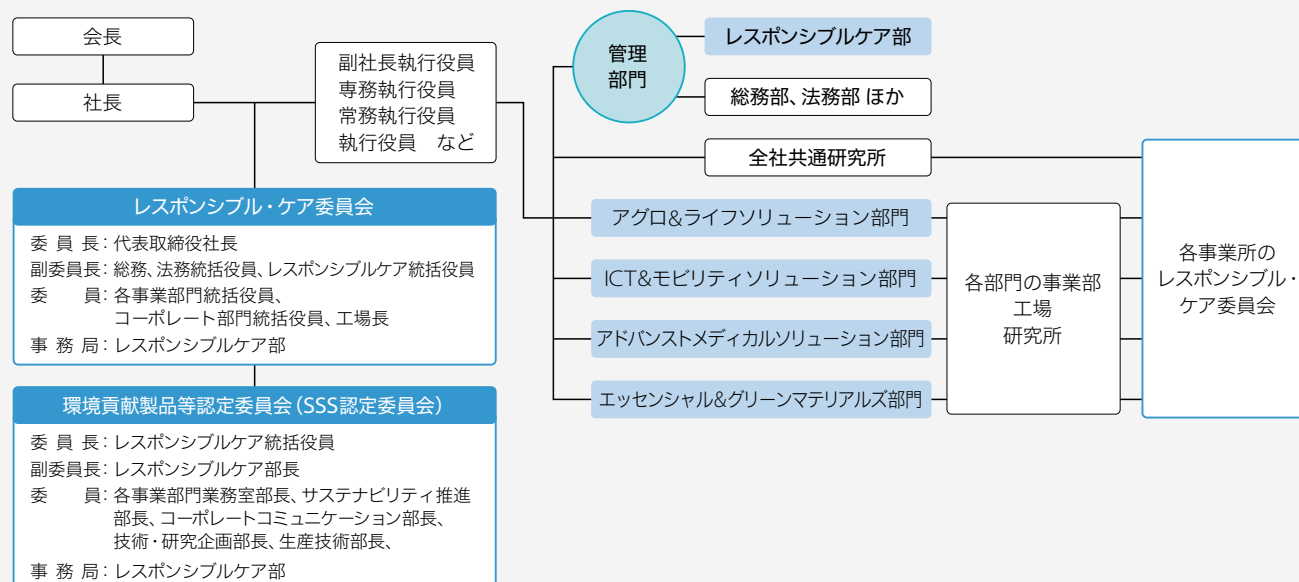 会長
社長
副社長執行役員
専務執行役員
常務執行役員
執行役員 など
レスポンシブル・ケア委員会
委員長：代表取締役社長
副委員長：総務、法務統括役員、レスポンシブルケア統括役員
委員：各事業部門統括役員、
コーポレート部門統括役員、工場長
事務局：レスポンシブルケア部
環境貢献製品等認定委員会（SSS認定委員会）
委員長：レスポンシブルケア統括役員
副委員長：レスポンシブルケア部長
委員：各事業部門業務室部長、サステナビリティ推進
部長、コーポレートコミュニケーション部長、
技術・研究企画部長、生産技術部長、
事務局：レスポンシブルケア部
管理
部門
レスポンシブルケア部
総務部、法務部 ほか
全社共通研究所
アグロ&ライフソリューション部門
ICT&モビリティソリューション部門
アドバンストメディカルソリューション部門
エッセンシャル&グリーンマテリアルズ部門
各部門の事業部
工場
研究所
各事業所の
レスポンシブル・
ケア委員会